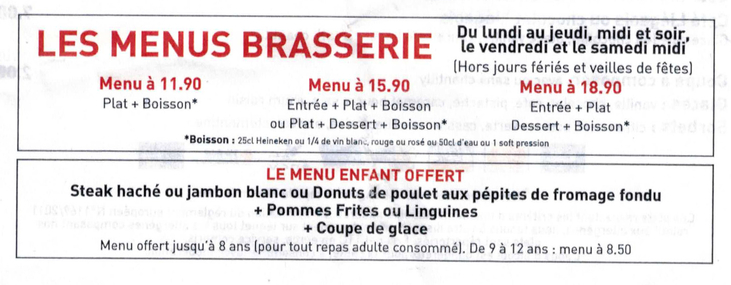 LES MENUS BRASSERIE
Du lundi au jeudi, midi et soir,
le vendredi et le samedi midi
(Hors jours fériés et veilles de fêtes)
Menu à 11.90
Plat + Boisson*
Menu à 15.90
Entrée + Plat + Boisson
ou Plat + Dessert + Boisson*
Menu à 18.90
Entrée + Plat
Dessert + Boisson*
*Boisson : 25cl Heineken ou 1/4 de vin blanc, rouge ou rosé ou 50cl d'eau ou 1 soft pression
LE MENU ENFANT OFFERT
Steak haché ou jambon blanc ou Donuts de poulet aux pépites de fromage fondu
+ Pommes Frites ou Linguines
+ Coupe de glace
Menu offert jusqu'à 8 ans (pour tout repas adulte consommé). De 9 à 12 ans : menu à 8.50